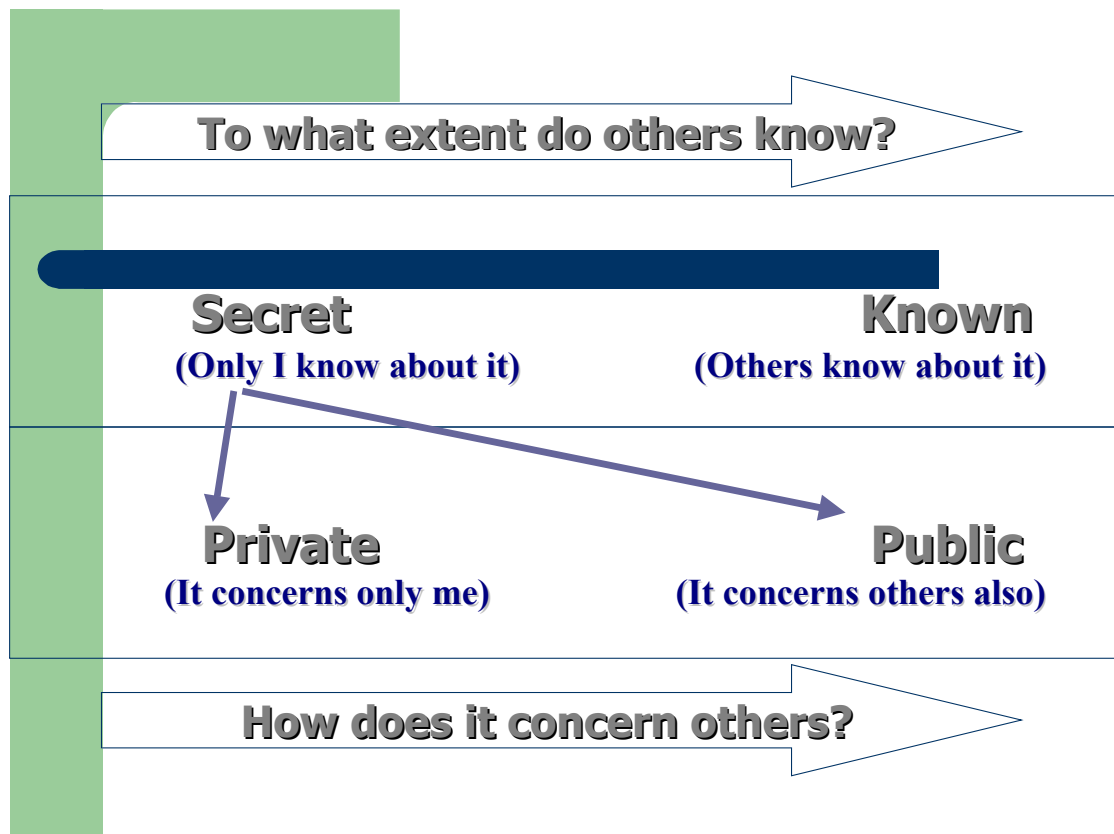 To what extent do others know?
Secret
Known
(Only I know about it)
(Others know about it)
Private
Public
(It concerns only me)
(It concerns others also)
How does it concern others?